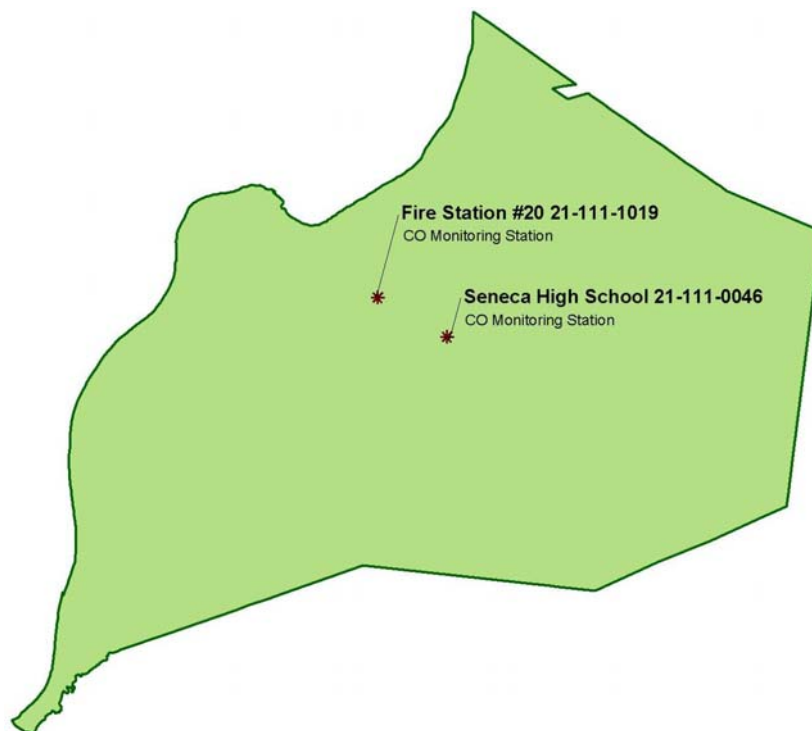 Fire Station #20 21-111-1019
CO Monitoring Station
Seneca High School 21-111-0046
CO Monitoring Station